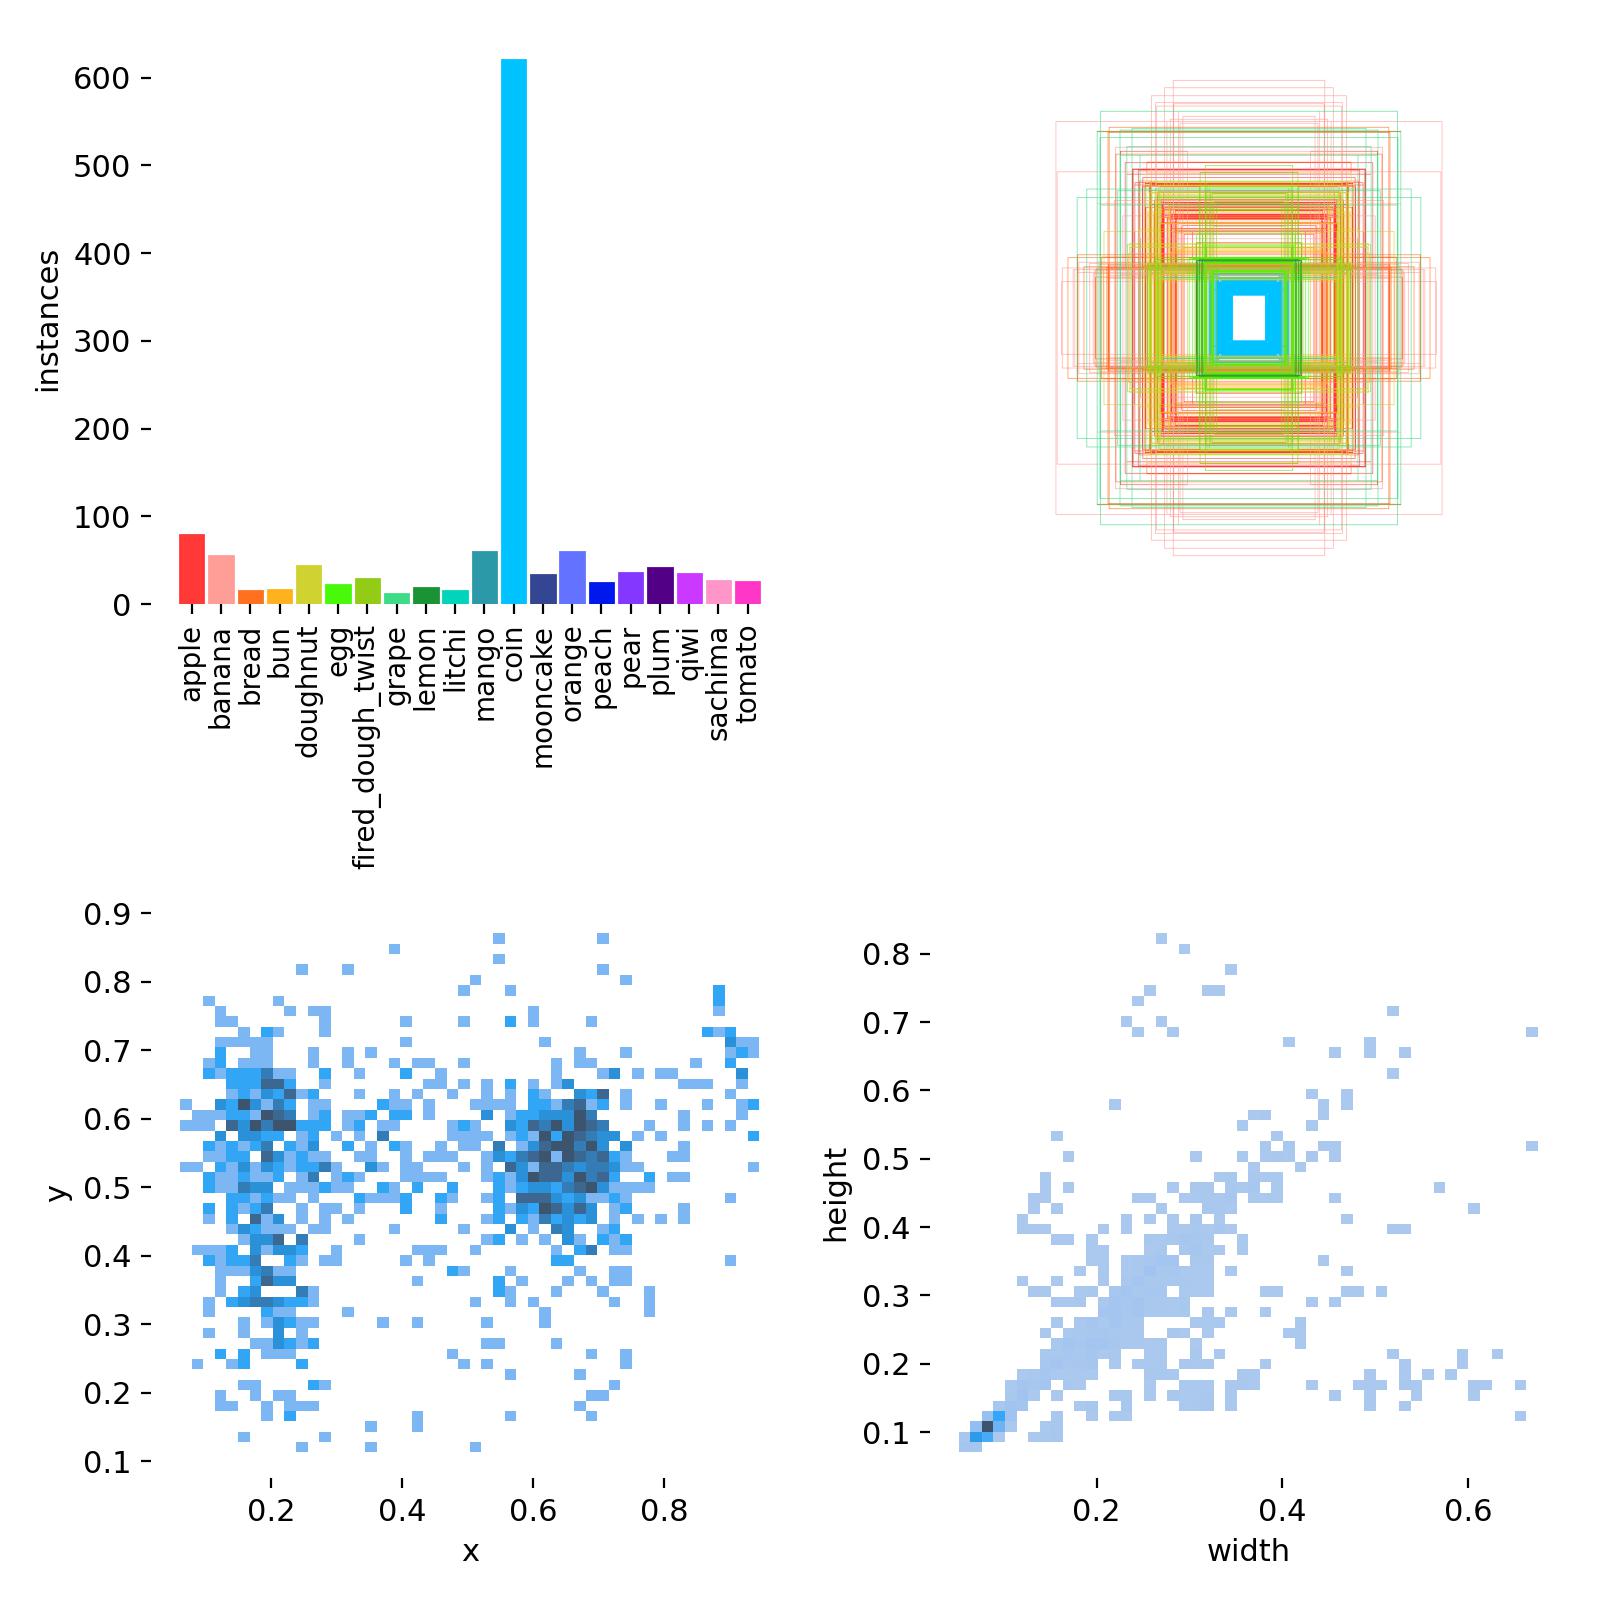 600
500
400
300
200
100
0
instances
apple
banana
bread
bun
doughnut
egg
fired_dough_twist
grape
lemon
litchi
mango
coin
mooncake
orange
peach
pear
plum
qiwi
sachima
tomato
0.9
0.8
0.7
0.6
0.5
0.4
0.3
0.2
0.1
y
0.2 0.4 0.6 0.8
x
0.8
0.7
0.6
0.5
0.4
0.3
0.2
0.1
height
0.2 0.4 0.6
width